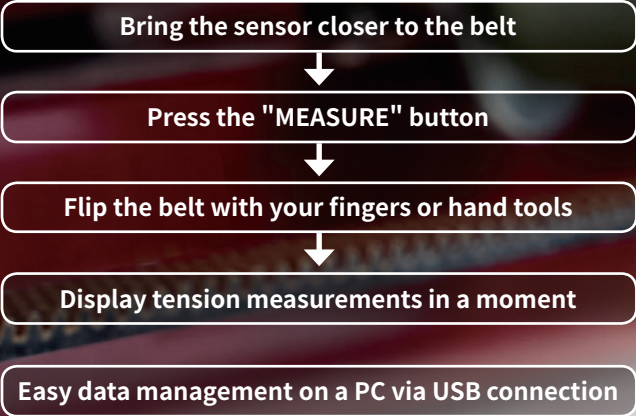 Bring the sensor closer to the belt
Press the "MEASURE" button
Flip the belt with your fingers or hand tools
Display tension measurements in a moment
Easy data management on a PC via USB connection